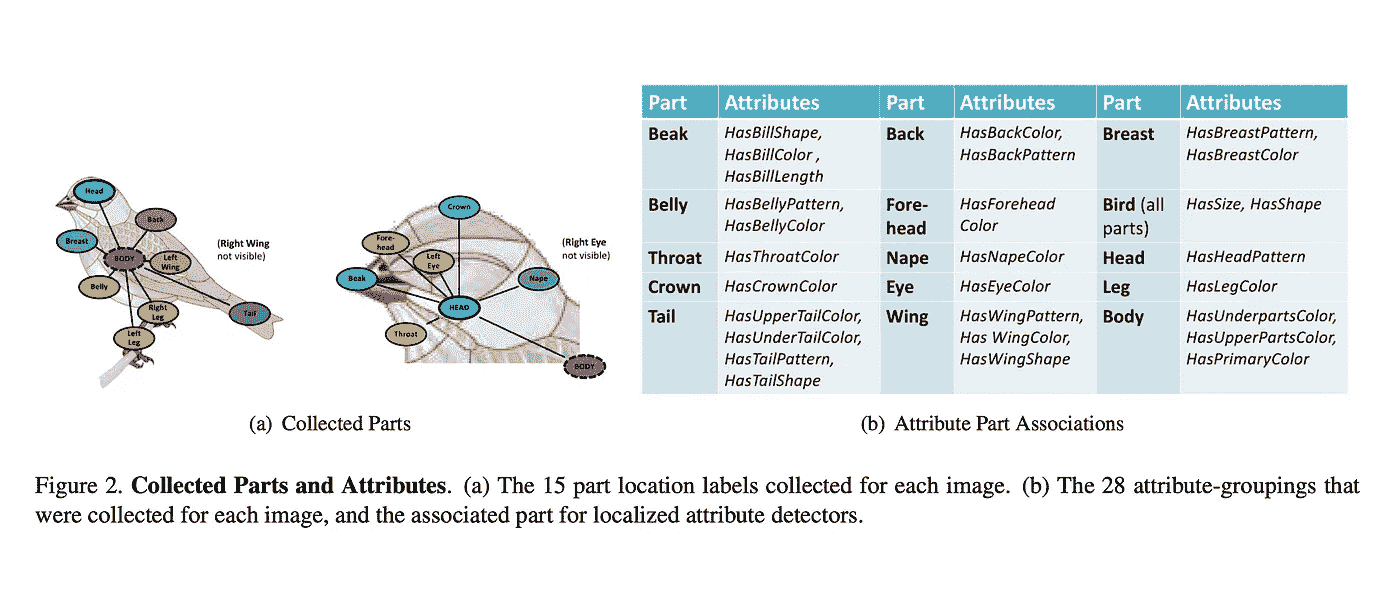 Head
Back
Breast
BODY
Left
Wing
Belly
Right
Leg
Tail
Left
Leg
(Right Wing
not visible)
Crown
Fore-
head
Left
Eye
Beak
Nape
HEAD
Throat
BODY
(Right Eye
not visible)
(a) Collected Parts
Part Attributes Part Attributes Part Attributes
Beak HasBillShape, Back HasBackColor, Breast HasBreastPattern,
HasBillColor , HasBackPattern HasBreastColor
HasBillLength
Belly HasBellyPattern, Fore- HasForehead Bird (all HasSize, HasShape
HasBellyColor head Color parts)
Throat HasThroatColor Nape HasNapeColor Head HasHeadPattern
Crown HasCrownColor Eye HasEyeColor Leg HasLegColor
Tail HasUpperTailColor, Wing HasWingPattern, Body HasUnderpartsColor,
HasUnderTailColor, Has WingColor, HasUpperPartsColor,
HasTailPattern, HasWingShape HasPrimaryColor
HasTailShape
(b) Attribute Part Associations
Figure 2. Collected Parts and Attributes. (a) The 15 part location labels collected for each image. (b) The 28 attribute-groupings that
were collected for each image, and the associated part for localized attribute detectors.